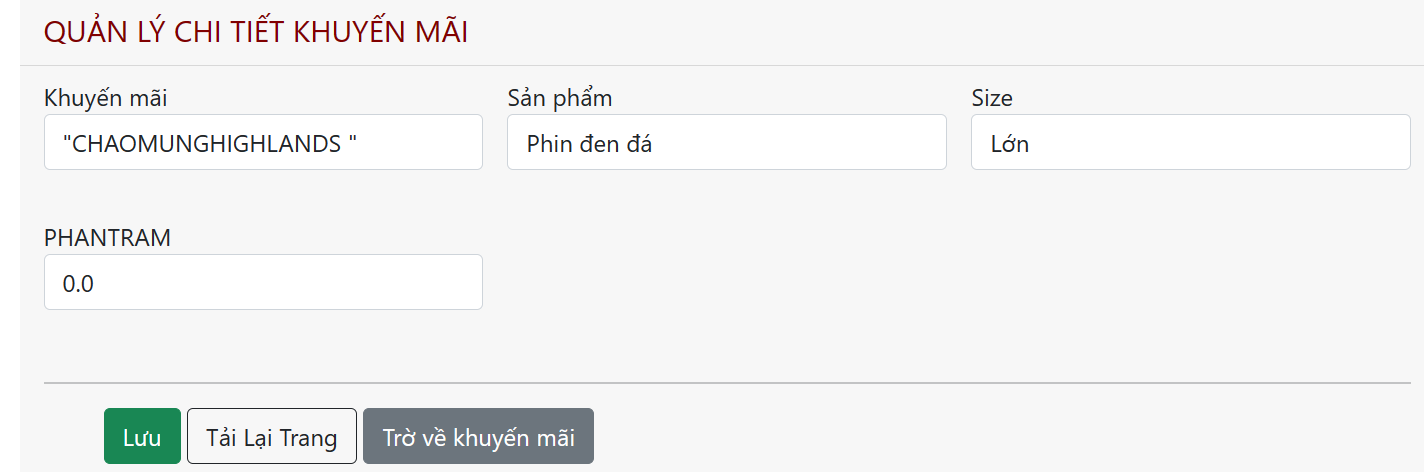 QUẢN LÝ CHI TIẾT KHUYẾN MÃI
Khuyến mãi Sản phẩm Size
"CHAOMUNGHIGHLANDS " Phin đen đá Lớn
PHANTRAM
0.0
Lưu Tải Lại Trang Trờ về khuyến mãi